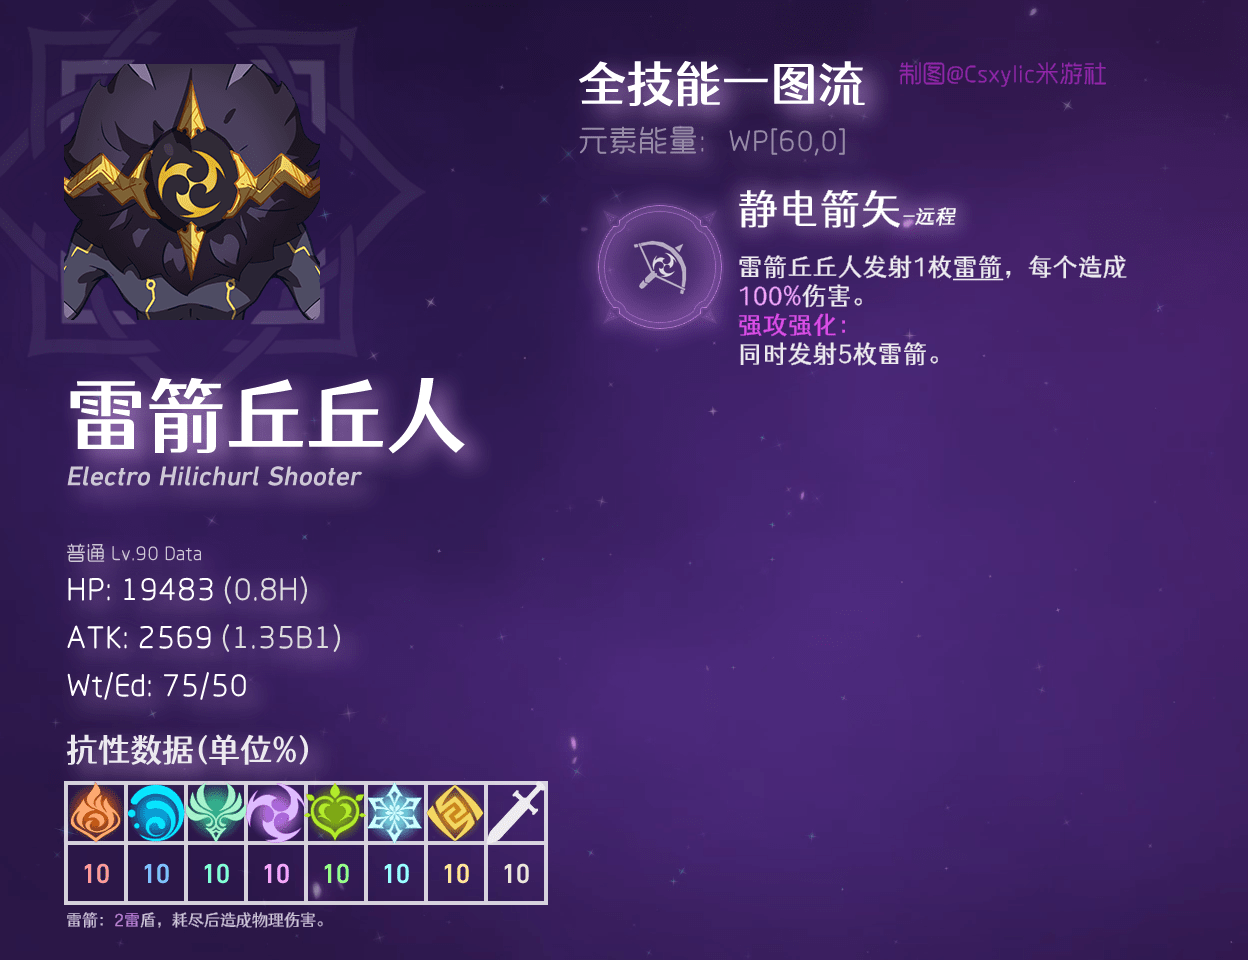 全技能一图流
制图@Csxylic米游社
元素能量: WP[60,0]
静电箭矢-远程
雷箭丘丘人发射1枚雷箭，每个造成
100%伤害。
强攻强化:
同时发射5枚雷箭。
雷箭丘丘人
Electro Hilichurl Shooter
普通 Lv.90 Data
HP: 19483 (0.8H)
ATK: 2569 (1.35B1)
Wt/Ed: 75/50
抗性数据(单位%)
10 10 10 10 10 10 10 10
雷箭: 2雷盾，耗尽后造成物理伤害。